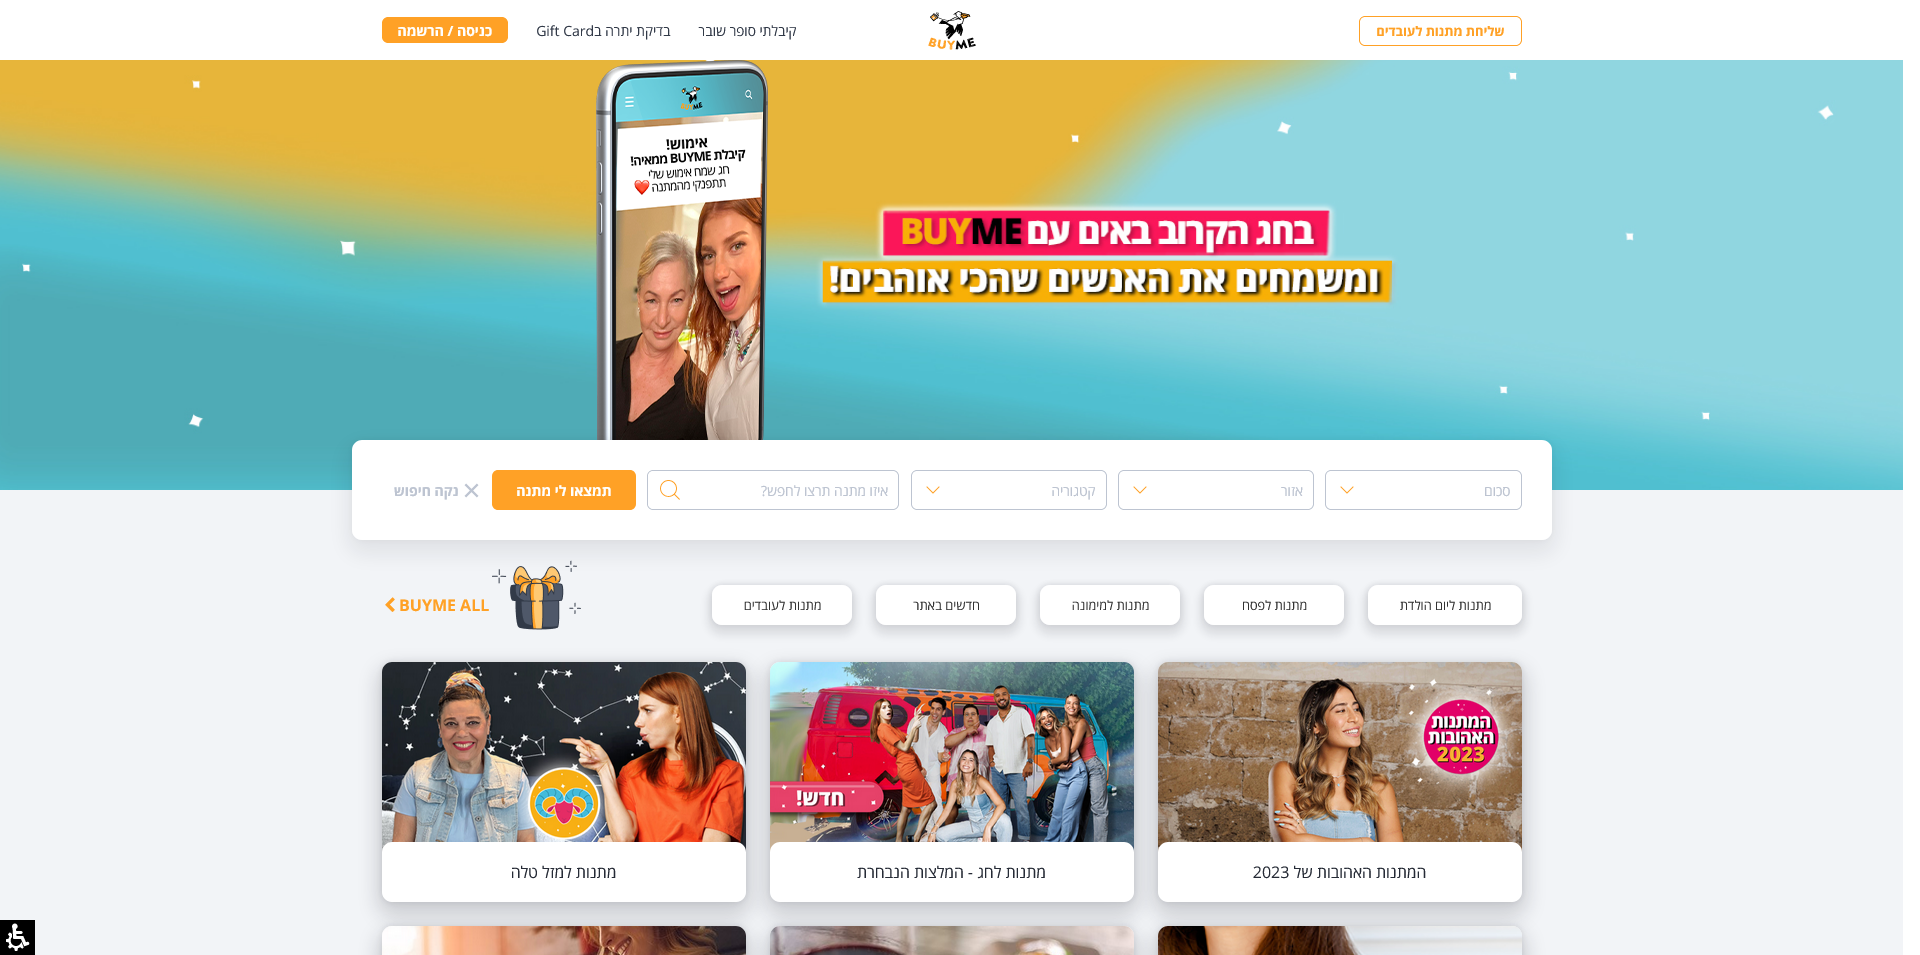 שליחת מתנות לעובדים
BUYME
קיבלתי סופר שובר
בדיקת יתרה בGift Card
כניסה / הרשמה
BUYME
אימוש!
קיבלת BUYME ממאיה!
חג שמח אימוש שלי
תתפנקי מהמתנה
בחג הקרוב באים עם BUYME
ומשמחים את האנשים שהכי אוהבים!
סכום
אזור
קטגוריה
איזו מתנה תרצו לחפש?
תמצאו לי מתנה
נקה חיפוש
מתנות ליום הולדת
מתנות לפסח
מתנות למימונה
חדשים באתר
מתנות לעובדים
BUYME ALL
המתנות
האהובות
2023
המתנות האהובות של 2023
חדש!
מתנות לחג - המלצות הנבחרת
מתנות למזל טלה